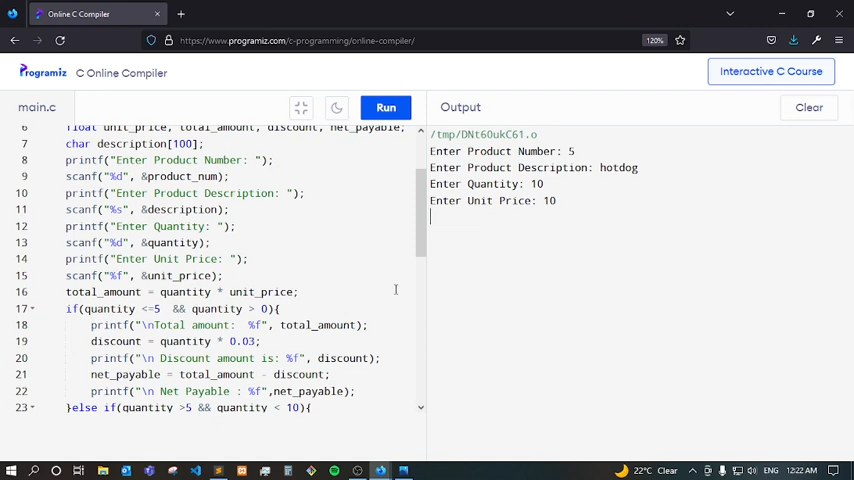 Online C Compiler
https://www.programiz.com/c-programming/online-compiler/
120%
Programiz
C Online Compiler
Interactive C Course
main.c
Run
Output
Clear
6 float unit_price, total_amount, discount, net_payable;
7 char description[100];
8 printf("Enter Product Number: ");
9 scanf("%d", &product_num);
10 printf("Enter Product Description: ");
11 scanf("%s", &description);
12 printf("Enter Quantity: ");
13 scanf("%d", &quantity);
14 printf("Enter Unit Price: ");
15 scanf("%f", &unit_price);
16 total_amount = quantity * unit_price;
17 if(quantity <=5  && quantity > 0){
18 printf("\nTotal amount:  %f", total_amount);
19 discount = quantity * 0.03;
20 printf("\n Discount amount is: %f", discount);
21 net_payable = total_amount - discount;
22 printf("\n Net Payable : %f",net_payable);
23 }else if(quantity >5 && quantity < 10){
/tmp/DNt60ukC61.o
Enter Product Number: 5
Enter Product Description: hotdog
Enter Quantity: 10
Enter Unit Price: 10
22°C Clear
ENG
12:22 AM